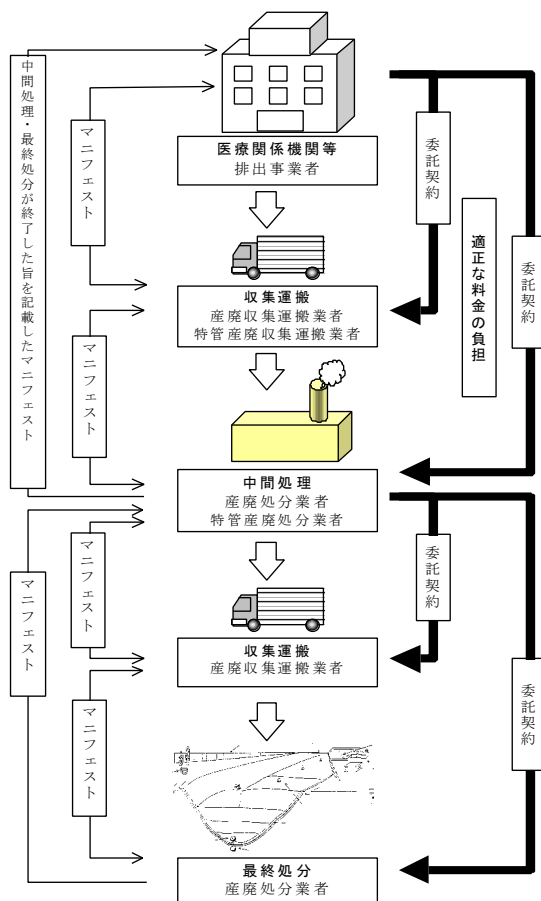 医療関係機関等
排出事業者
中間処理・最終処分が終了した旨を記載したマニフェスト
マニフェスト
委託契約
委託契約
適正な料金の負担
収集運搬
産廃収集運搬業者
特管産廃収集運搬業者
マニフェスト
中間処理
産廃処分業者
特管産廃処分業者
マニフェスト
マニフェスト
委託契約
委託契約
収集運搬
産廃収集運搬業者
マニフェスト
最終処分
産廃処分業者